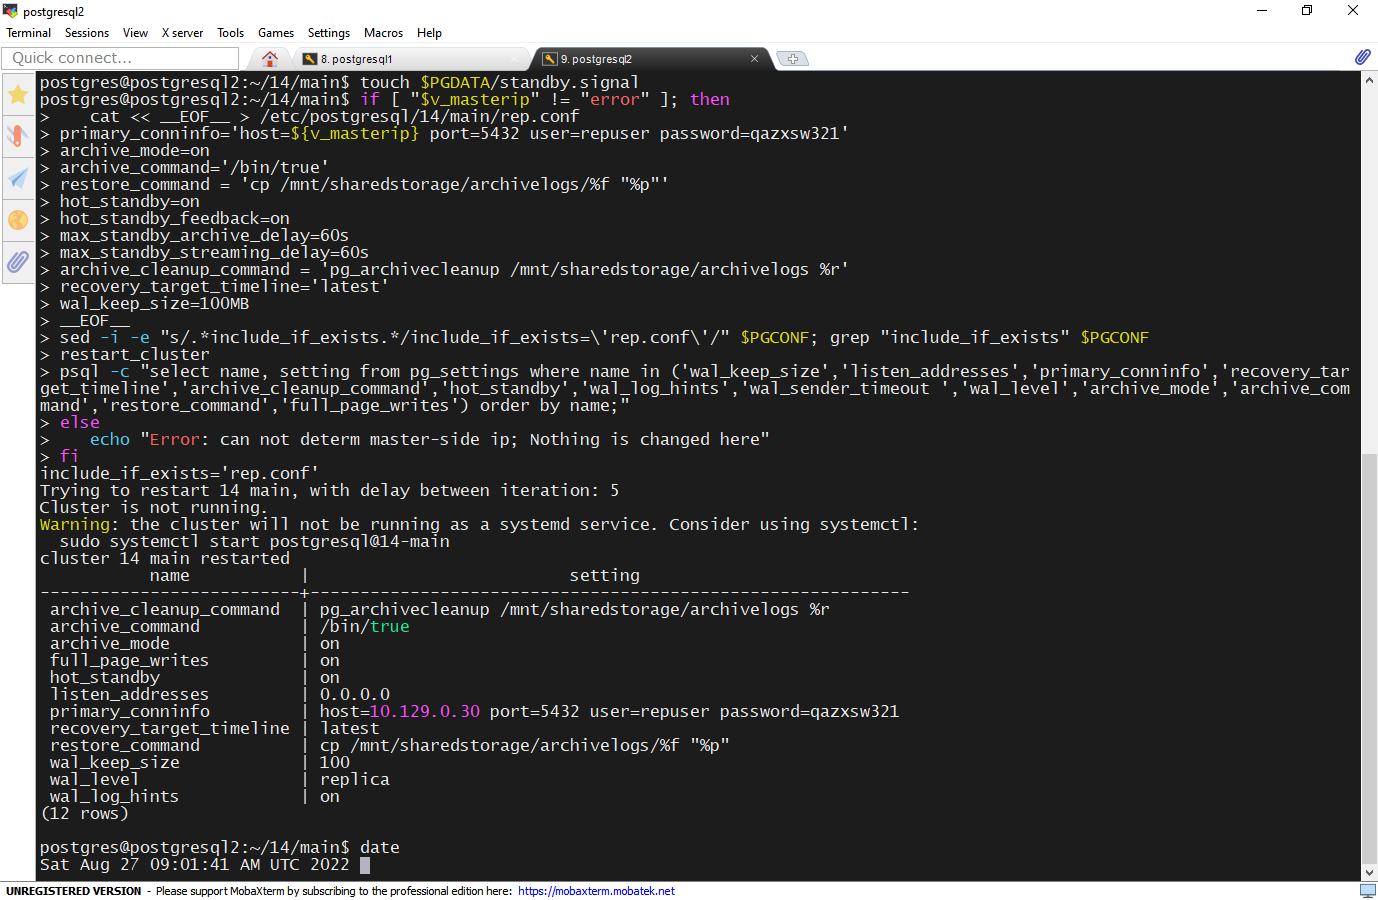 postgresql2
Terminal Sessions View X server Tools Games Settings Macros Help
Quick connect...
8. postgresql1
9. postgresql2
postgres@postgresql2:~/14/main$ touch $PGDATA/standby.signal
postgres@postgresql2:~/14/main$ if [ "$v_masterip" != "error" ]; then
>    cat << __EOF__ > /etc/postgresql/14/main/rep.conf
> primary_conninfo='host=${v_masterip} port=5432 user=repuser password=qazxsw321'
> archive_mode=on
> archive_command='/bin/true'
> restore_command = 'cp /mnt/sharedstorage/archivelogs/%f "%p"'
> hot_standby=on
> hot_standby_feedback=on
> max_standby_archive_delay=60s
> max_standby_streaming_delay=60s
> archive_cleanup_command = 'pg_archivecleanup /mnt/sharedstorage/archivelogs %r'
> recovery_target_timeline='latest'
> wal_keep_size=100MB
> __EOF__
> sed -i -e "s/.*include_if_exists.*/include_if_exists=\'rep.conf\'/" $PGCONF; grep "include_if_exists" $PGCONF
> restart_cluster
> psql -c "select name, setting from pg_settings where name in ('wal_keep_size','listen_addresses','primary_conninfo','recovery_tar
get_timeline','archive_cleanup_command','hot_standby','wal_log_hints','wal_sender_timeout ','wal_level','archive_mode','archive_com
mand','restore_command','full_page_writes') order by name;"
> else
>    echo "Error: can not determ master-side ip; Nothing is changed here"
> fi
include_if_exists='rep.conf'
Trying to restart 14 main, with delay between iteration: 5
Cluster is not running.
Warning: the cluster will not be running as a systemd service. Consider using systemctl:
  sudo systemctl start postgresql@14-main
cluster 14 main restarted
           name           |                          setting
--------------------------+------------------------------------------------------------
 archive_cleanup_command  | pg_archivecleanup /mnt/sharedstorage/archivelogs %r
 archive_command          | /bin/true
 archive_mode             | on
 full_page_writes         | on
 hot_standby              | on
 listen_addresses         | 0.0.0.0
 primary_conninfo         | host=10.129.0.30 port=5432 user=repuser password=qazxsw321
 recovery_target_timeline | latest
 restore_command          | cp /mnt/sharedstorage/archivelogs/%f "%p"
 wal_keep_size            | 100
 wal_level                | replica
 wal_log_hints            | on
(12 rows)
postgres@postgresql2:~/14/main$ date
Sat Aug 27 09:01:41 AM UTC 2022
UNREGISTERED VERSION - Please support MobaXterm by subscribing to the professional edition here: https://mobaxterm.mobatek.net